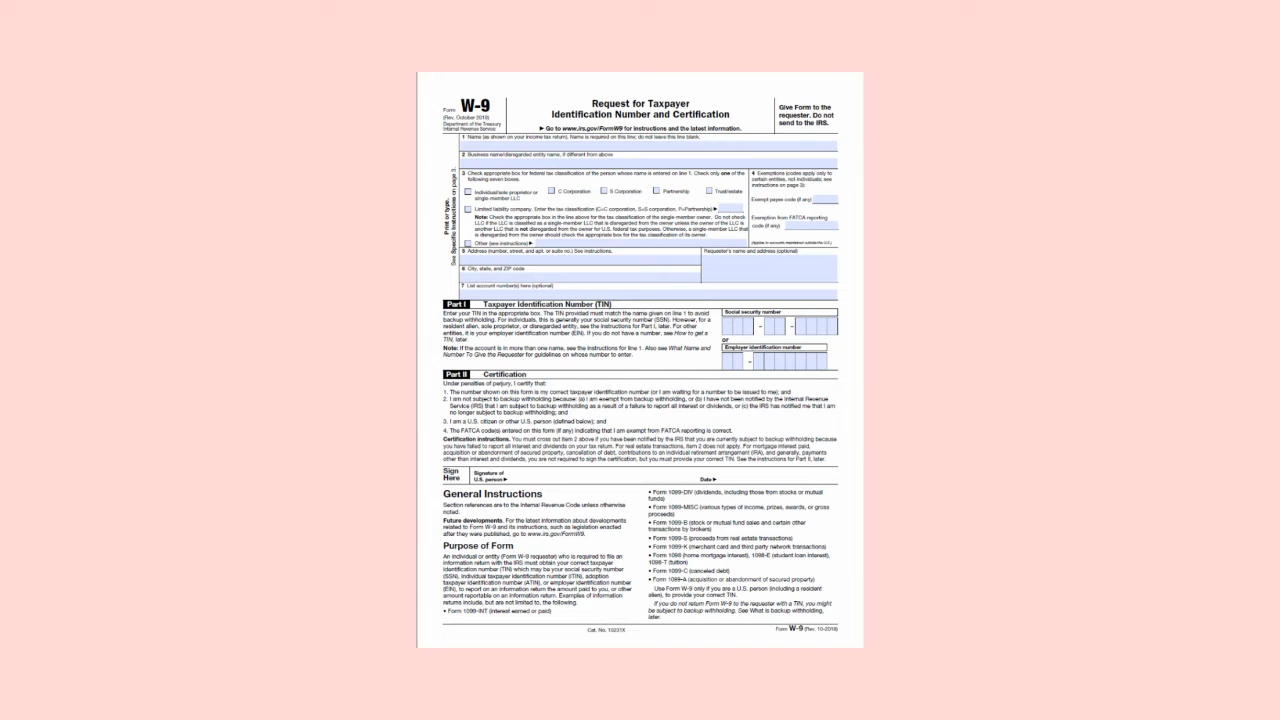 Form W-9
(Rev. October 2018)
Department of the Treasury
Internal Revenue Service
Request for Taxpayer
Identification Number and Certification
▶ Go to www.irs.gov/FormW9 for instructions and the latest information.
Give Form to the
requester. Do not
send to the IRS.
Print or type.
See Specific Instructions on page 3.
1 Name (as shown on your income tax return). Name is required on this line; do not leave this line blank.
2 Business name/disregarded entity name, if different from above
3 Check appropriate box for federal tax classification of the person whose name is entered on line 1. Check only one of the
following seven boxes.
Individual/sole proprietor or
single-member LLC
C Corporation
S Corporation
Partnership
Trust/estate
Limited liability company. Enter the tax classification (C=C corporation, S=S corporation, P=Partnership) ▶
Note: Check the appropriate box in the line above for the tax classification of the single-member owner. Do not check
LLC if the LLC is classified as a single-member LLC that is disregarded from the owner unless the owner of the LLC is
another LLC that is not disregarded from the owner for U.S. federal tax purposes. Otherwise, a single-member LLC that
is disregarded from the owner should check the appropriate box for the tax classification of its owner.
Other (see instructions) ▶
4 Exemptions (codes apply only to
certain entities, not individuals; see
instructions on page 3):
Exempt payee code (if any)
Exemption from FATCA reporting
code (if any)
(Applies to accounts maintained outside the U.S.)
5 Address (number, street, and apt. or suite no.) See instructions.
Requester's name and address (optional)
6 City, state, and ZIP code
7 List account number(s) here (optional)
Part I Taxpayer Identification Number (TIN)
Enter your TIN in the appropriate box. The TIN provided must match the name given on line 1 to avoid
backup withholding. For individuals, this is generally your social security number (SSN). However, for a
resident alien, sole proprietor, or disregarded entity, see the instructions for Part I, later. For other
entities, it is your employer identification number (EIN). If you do not have a number, see How to get a
TIN, later.
Note: If the account is in more than one name, see the instructions for line 1. Also see What Name and
Number To Give the Requester for guidelines on whose number to enter.
Social security number
– –
or
Employer identification number
–
Part II Certification
Under penalties of perjury, I certify that:
1. The number shown on this form is my correct taxpayer identification number (or I am waiting for a number to be issued to me); and
2. I am not subject to backup withholding because: (a) I am exempt from backup withholding, or (b) I have not been notified by the Internal Revenue
Service (IRS) that I am subject to backup withholding as a result of a failure to report all interest or dividends, or (c) the IRS has notified me that I am
no longer subject to backup withholding; and
3. I am a U.S. citizen or other U.S. person (defined below); and
4. The FATCA code(s) entered on this form (if any) indicating that I am exempt from FATCA reporting is correct.
Certification instructions. You must cross out item 2 above if you have been notified by the IRS that you are currently subject to backup withholding because
you have failed to report all interest and dividends on your tax return. For real estate transactions, item 2 does not apply. For mortgage interest paid,
acquisition or abandonment of secured property, cancellation of debt, contributions to an individual retirement arrangement (IRA), and generally, payments
other than interest and dividends, you are not required to sign the certification, but you must provide your correct TIN. See the instructions for Part II, later.
Sign
Here
Signature of
U.S. person ▶
Date ▶
General Instructions
Section references are to the Internal Revenue Code unless otherwise
noted.
Future developments. For the latest information about developments
related to Form W-9 and its instructions, such as legislation enacted
after they were published, go to www.irs.gov/FormW9.
Purpose of Form
An individual or entity (Form W-9 requester) who is required to file an
information return with the IRS must obtain your correct taxpayer
identification number (TIN) which may be your social security number
(SSN), individual taxpayer identification number (ITIN), adoption
taxpayer identification number (ATIN), or employer identification number
(EIN), to report on an information return the amount paid to you, or other
amount reportable on an information return. Examples of information
returns include, but are not limited to, the following.
• Form 1099-INT (interest earned or paid)
• Form 1099-DIV (dividends, including those from stocks or mutual
funds)
• Form 1099-MISC (various types of income, prizes, awards, or gross
proceeds)
• Form 1099-B (stock or mutual fund sales and certain other
transactions by brokers)
• Form 1099-S (proceeds from real estate transactions)
• Form 1099-K (merchant card and third party network transactions)
• Form 1098 (home mortgage interest), 1098-E (student loan interest),
1098-T (tuition)
• Form 1099-C (canceled debt)
• Form 1099-A (acquisition or abandonment of secured property)
Use Form W-9 only if you are a U.S. person (including a resident
alien), to provide your correct TIN.
If you do not return Form W-9 to the requester with a TIN, you might
be subject to backup withholding. See What is backup withholding,
later.
Cat. No. 10231X
Form W-9 (Rev. 10-2018)